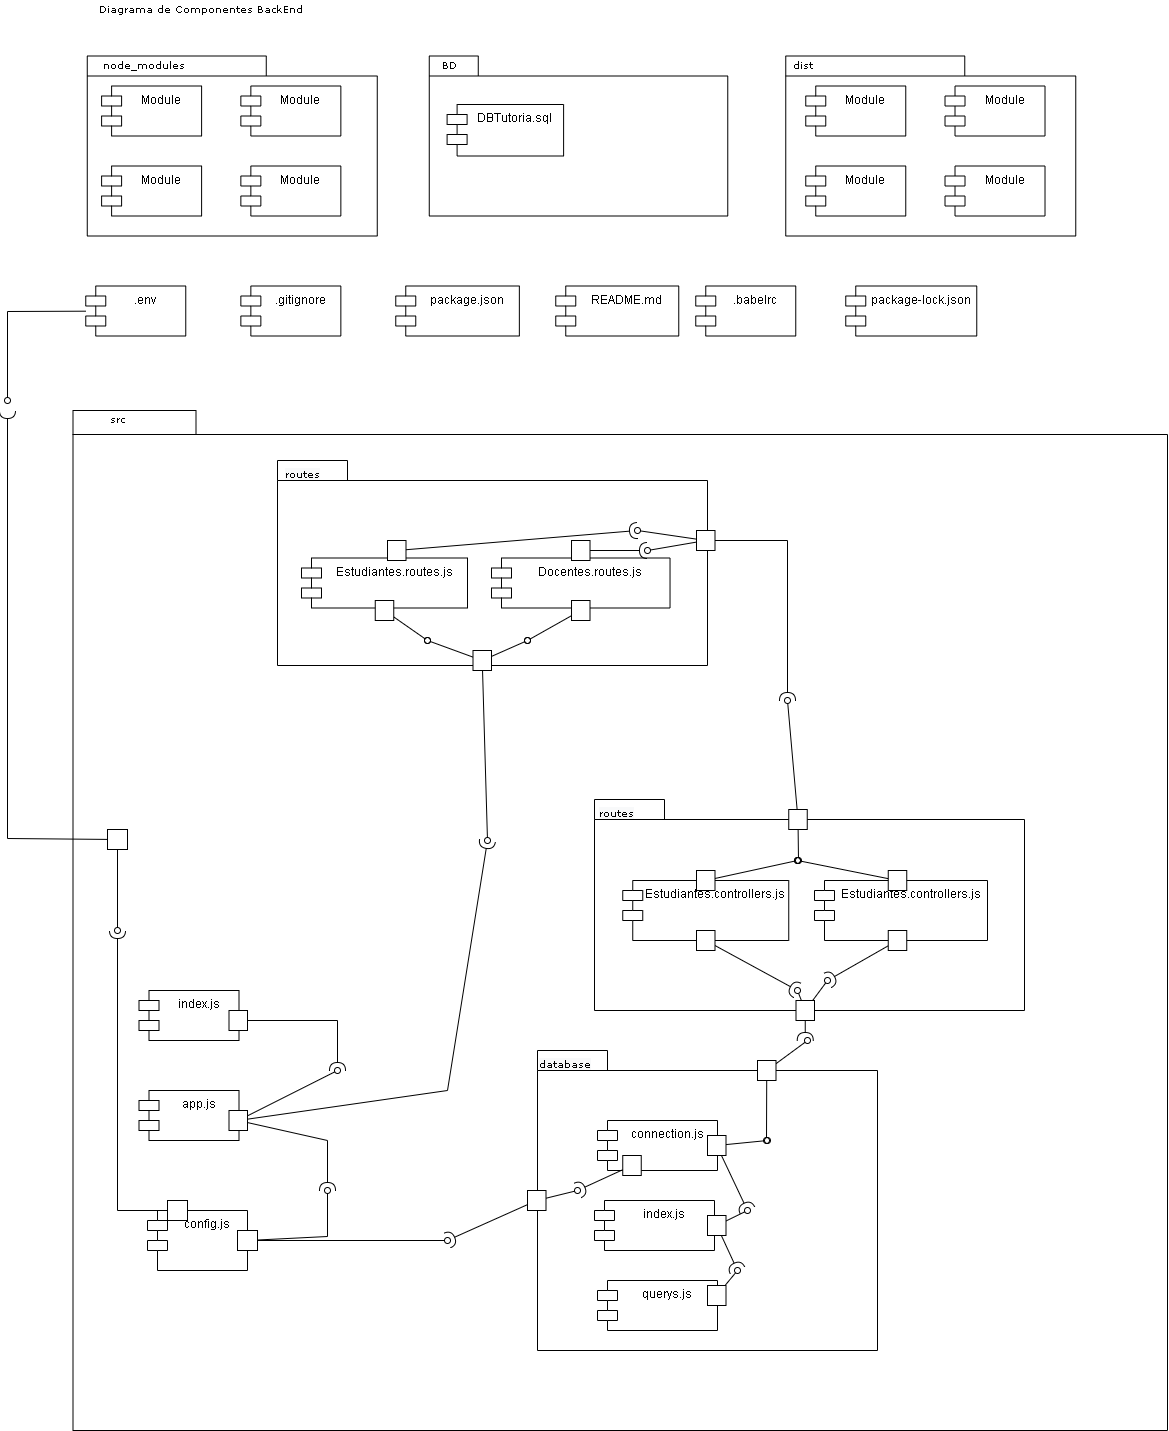 Diagrama de Componentes BackEnd
node_modules
BD
dist
Module
Module
DBTutoria.sql
Module
Module
Module
Module
Module
Module
.env
.gitignore
package.json
README.md
.babelrc
package-lock.json
src
routes
Estudiantes.routes.js
Docentes.routes.js
routes
Estudiantes.controllers.js
Estudiantes.controllers.js
index.js
app.js
config.js
database
connection.js
index.js
querys.js